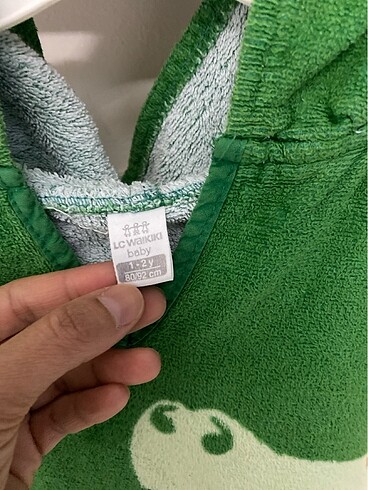 LC WAIKIKI
baby
1 - 2 y
80/92 cm